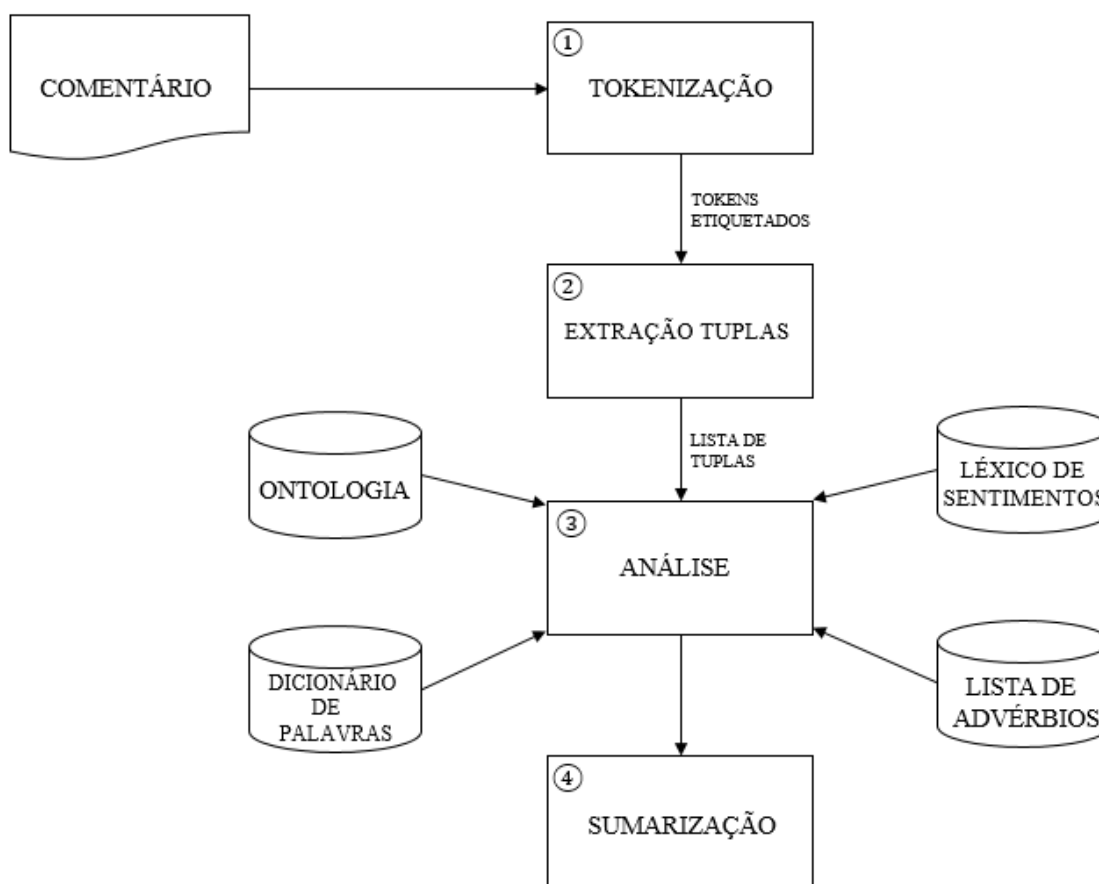 COMENTÁRIO
①
TOKENIZAÇÃO
TOKENS
ETIQUETADOS
②
EXTRAÇÃO TUPLAS
LISTA DE
TUPLAS
ONTOLOGIA
LÉXICO DE
SENTIMENTOS
③
ANÁLISE
DICIONÁRIO
DE
PALAVRAS
LISTA DE
ADVÉRBIOS
④
SUMARIZAÇÃO